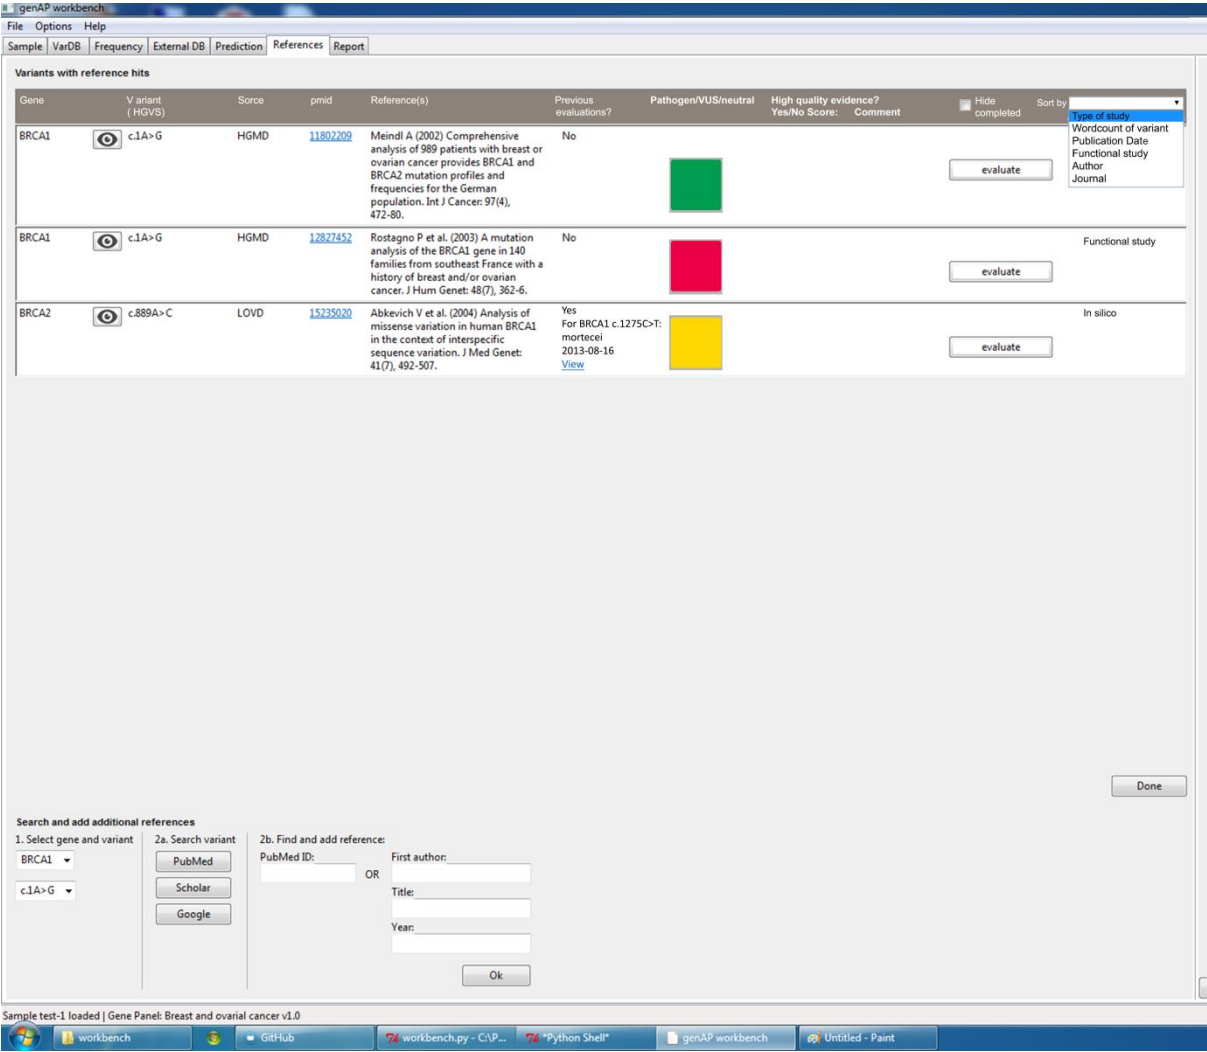 genAP workbench
File Options Help
Sample VarDB Frequency External DB Prediction References Report
Variants with reference hits
Gene V ariant ( HGVS) Sorce pmid Reference(s) Previous evaluations? Pathogen/VUS/neutral High quality evidence? Yes/No Score: Comment Hide completed Sort by
Type of study
Wordcount of variant
Publication Date
Functional study
Author
Journal
BRCA1 c.1A>G HGMD 11802209 Meindl A (2002) Comprehensive No
analysis of 989 patients with breast or
ovarian cancer provides BRCA1 and
BRCA2 mutation profiles and evaluate
frequencies for the German
population. Int J Cancer: 97(4),
472-80.
BRCA1 c.1A>G HGMD 12827452 Rostagno P et al. (2003) A mutation No Functional study
analysis of the BRCA1 gene in 140
families from southeast France with a
history of breast and/or ovarian evaluate
cancer. J Hum Genet: 48(7), 362-6.
BRCA2 c.889A>C LOVD 15235020 Abkevich V et al. (2004) Analysis of Yes In silico
missense variation in human BRCA1 For BRCA1 c.1275C>T:
in the context of interspecific mortecei
sequence variation. J Med Genet: 2013-08-16 evaluate
41(7), 492-507. View
Done
Search and add additional references
1. Select gene and variant 2a. Search variant 2b. Find and add reference:
BRCA1 PubMed PubMed ID: OR First author:
c.1A>G Scholar Title:
Google
Year:
Ok
Sample test-1 loaded | Gene Panel: Breast and ovarial cancer v1.0
workbench GitHub workbench.py - C:\P... *Python Shell* genAP workbench Untitled - Paint